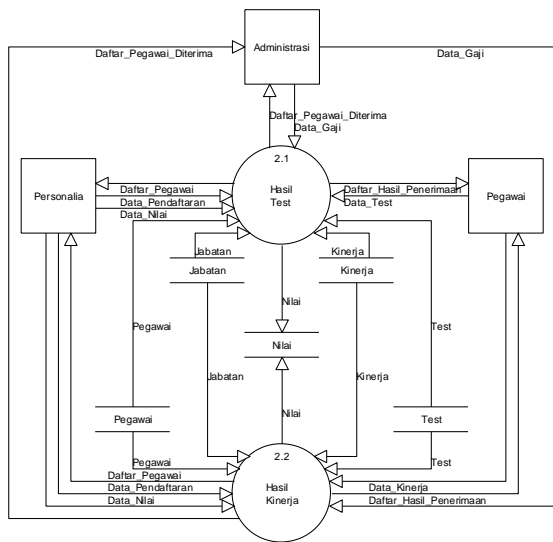 Daftar_Pegawai_Diterima
Administrasi
Data_Gaji
Daftar_Pegawai_Diterima
Data_Gaji
2.1
Hasil
Test
Personalia
Daftar_Pegawai
Data_Pendaftaran
Data_Nilai
Daftar_Hasil_Penerimaan
Data_Test
Pegawai
Jabatan
Jabatan
Kinerja
Kinerja
Nilai
Pegawai
Test
Nilai
Jabatan
Kinerja
Nilai
Pegawai
Test
Pegawai
Test
2.2
Hasil
Kinerja
Daftar_Pegawai
Data_Pendaftaran
Data_Nilai
Data_Kinerja
Daftar_Hasil_Penerimaan